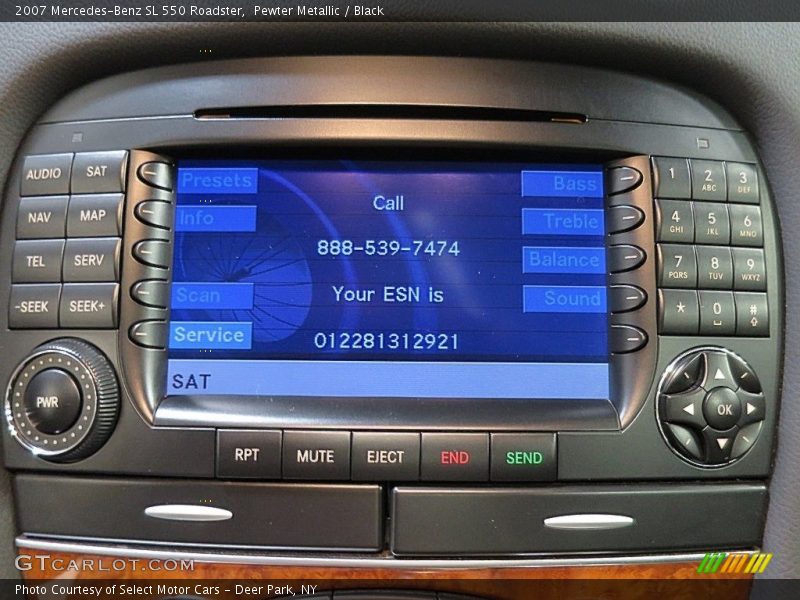 2007 Mercedes-Benz SL 550 Roadster, Pewter Metallic / Black
AUDIO SAT
NAV MAP
TEL SERV
-SEEK SEEK+
PWR
Presets Bass
Call
Info Treble
888-539-7474
Balance
Your ESN is
Scan Sound
Service
012281312921
SAT
1 2 ABC 3 DEF
4 GHI 5 JKL 6 MNO
7 PQRS 8 TUV 9 WXYZ
* 0 #
OK
RPT MUTE EJECT END SEND
GTCARLOT.COM
Photo Courtesy of Select Motor Cars - Deer Park, NY